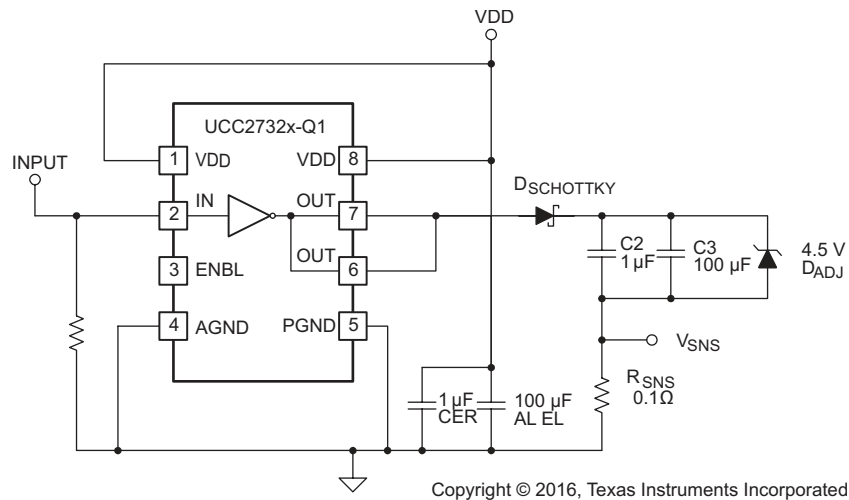 VDD
UCC2732x-Q1
INPUT
1 VDD VDD 8
2 IN OUT 7
OUT 6
3 ENBL
4 AGND PGND 5
DSCHOTTKY
C2
1 µF
C3
100 µF
4.5 V
DADJ
VSNS
RSNS
0.1Ω
1 µF
CER
100 µF
AL EL
Copyright © 2016, Texas Instruments Incorporated